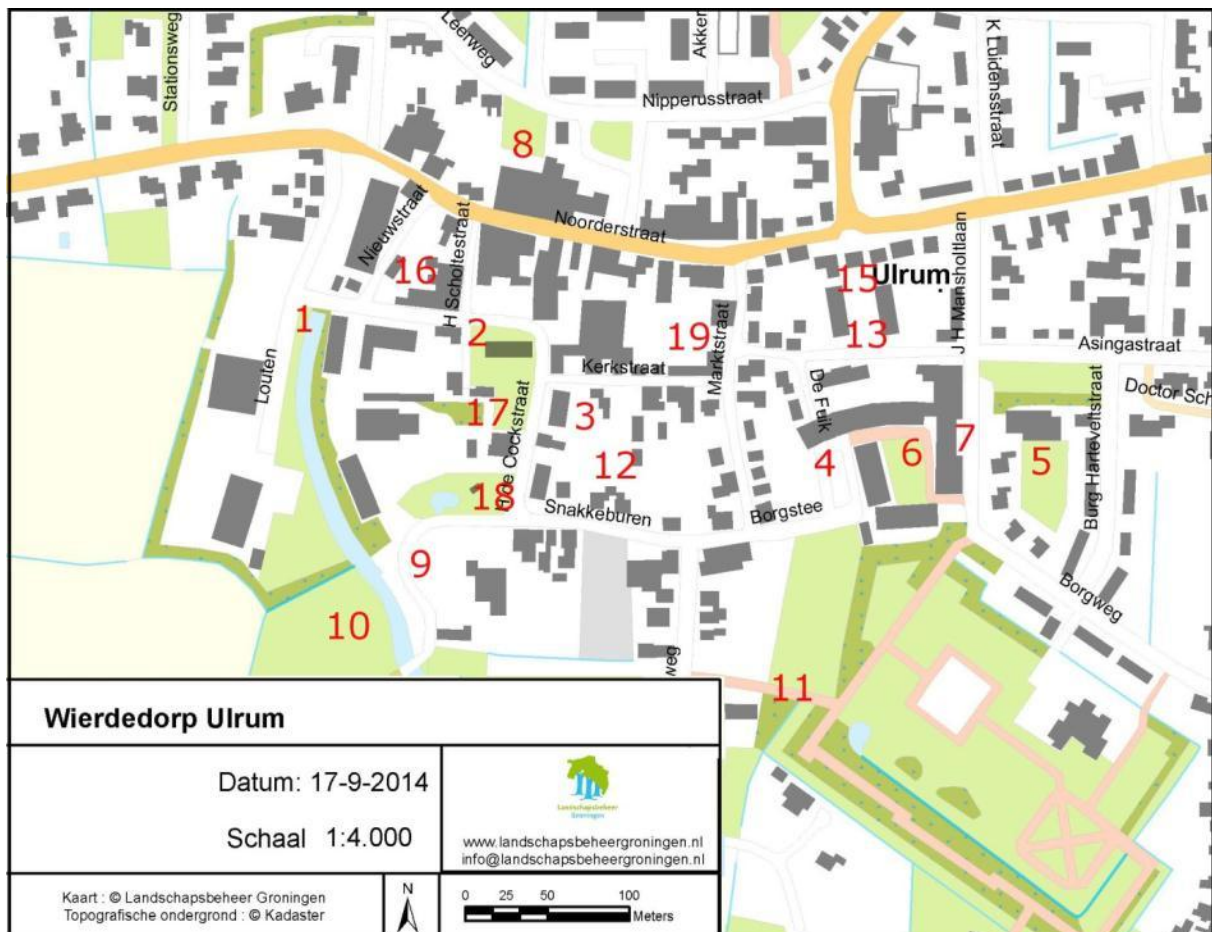 Leerweg
Akker
K Luidensstraat
Stationsweg
Nipperusstraat
8
Nieuwstraat
Noorderstraat
H Scholtestraat
J H Mansholtlaan
16
15
Ulrum
1
2
19
13
Kerkstraat
Marktstraat
Asingastraat
Louten
De Fuik
Doctor Sch
17
H de Cockstraat
3
12
4
6
7
5
Burg Harteveltstraat
18
Snakkeburen
Borgstee
9
Borgweg
10
weg
11
Wierdedorp Ulrum
Datum: 17-9-2014
Schaal 1:4.000
Landschapsbeheer
Groningen
www.landschapsbeheergroningen.nl
info@landschapsbeheergroningen.nl
Kaart : © Landschapsbeheer Groningen
Topografische ondergrond : © Kadaster
N
0 25 50 100
Meters